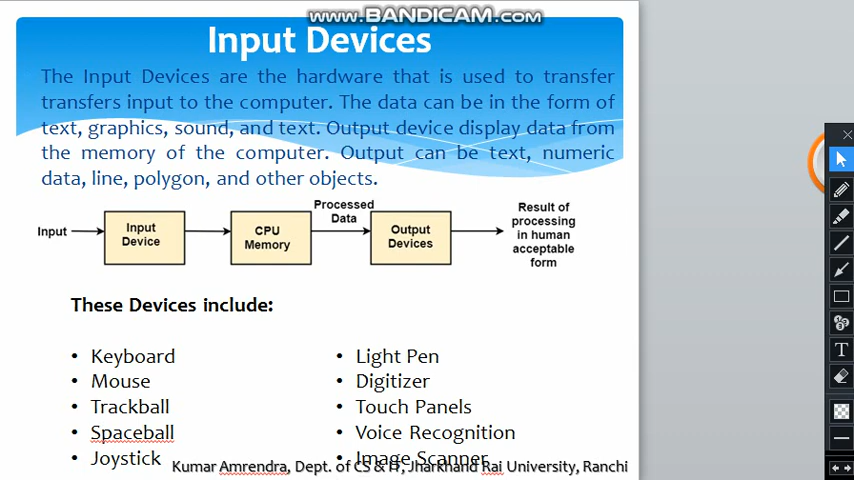 www.BANDICAM.com
Input Devices
The Input Devices are the hardware that is used to transfer
transfers input to the computer. The data can be in the form of
text, graphics, sound, and text. Output device display data from
the memory of the computer. Output can be text, numeric
data, line, polygon, and other objects.
Input
Input
Device
CPU
Memory
Processed
Data
Output
Devices
Result of
processing
in human
acceptable
form
These Devices include:
• Keyboard
• Mouse
• Trackball
• Spaceball
• Joystick
• Light Pen
• Digitizer
• Touch Panels
• Voice Recognition
• Image Scanner
Kumar Amrendra, Dept. of CS & IT, Jharkhand Rai University, Ranchi
T